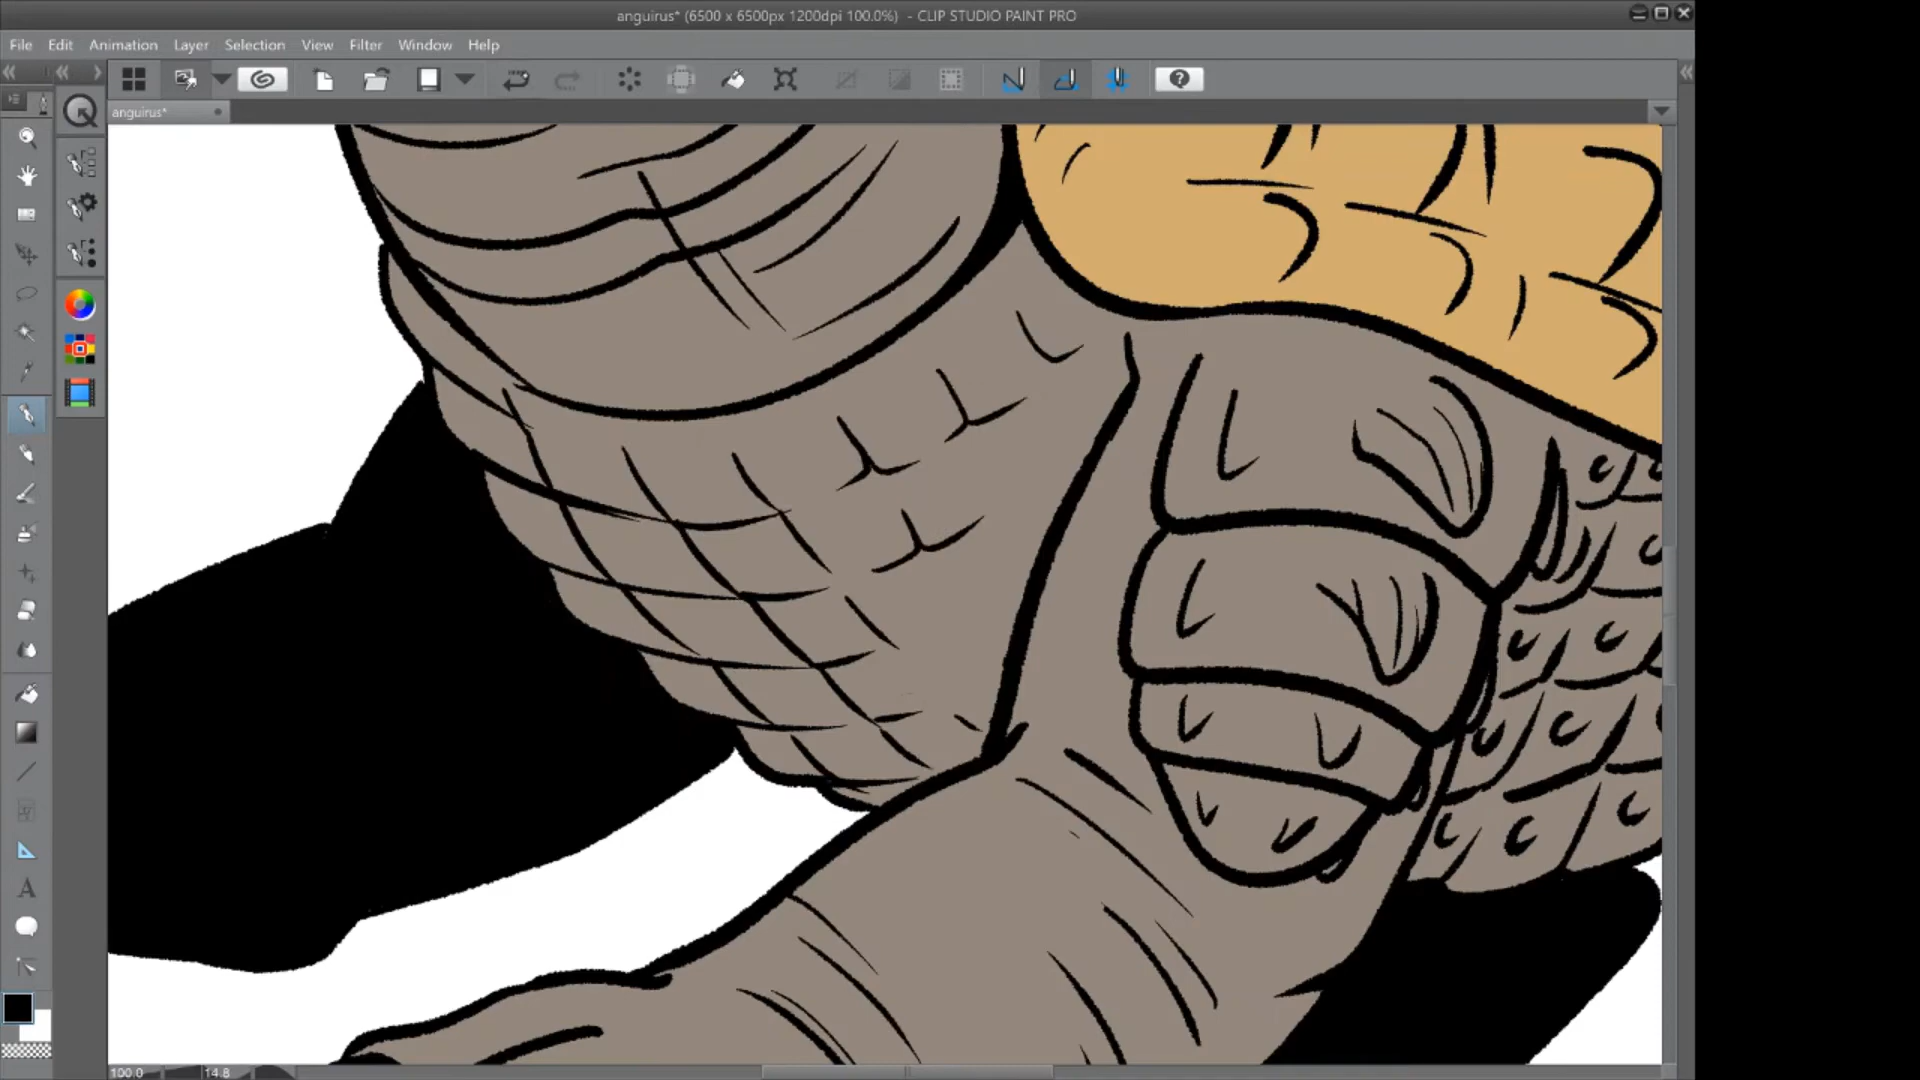 anguirus* (6500 x 6500px 1200dpi 100.0%) - CLIP STUDIO PAINT PRO
File Edit Animation Layer Selection View Filter Window Help
anguirus*
100.0 14.8